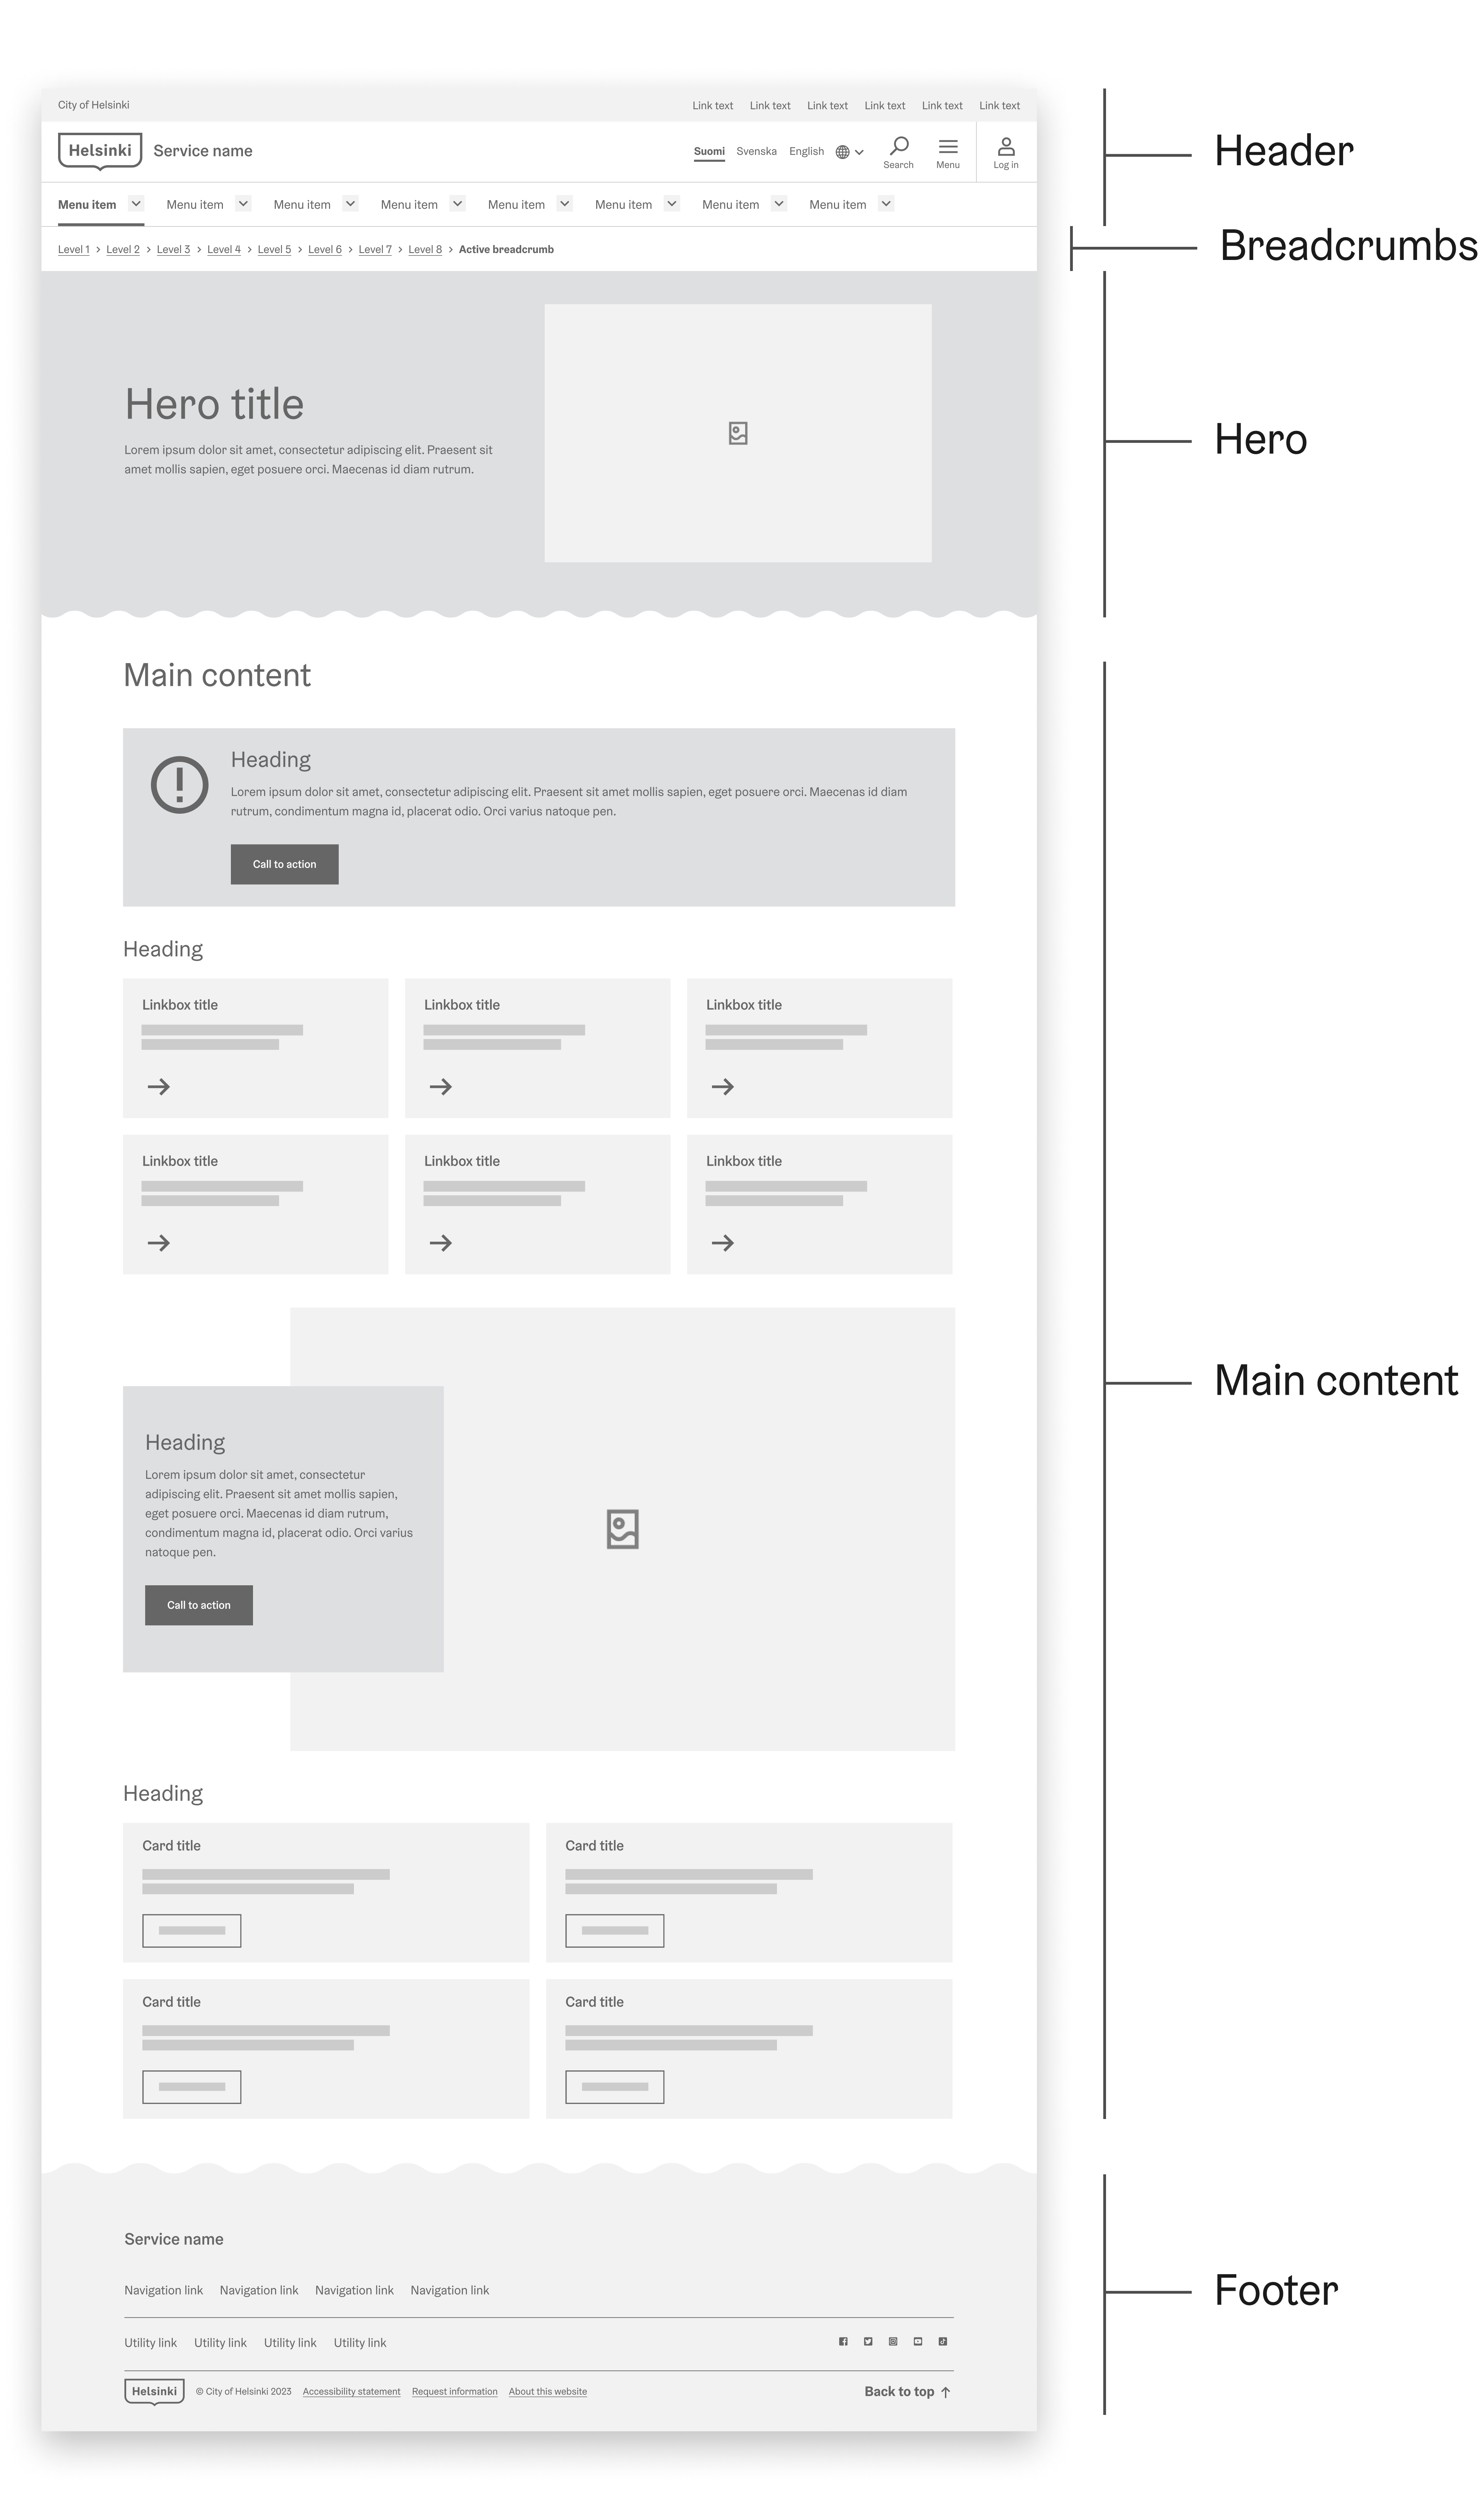 City of Helsinki
Link text Link text Link text Link text Link text Link text
Helsinki Service name
Suomi Svenska English
Search Menu Log in
Header
Menu item Menu item Menu item Menu item Menu item Menu item Menu item Menu item
Level 1 Level 2 Level 3 Level 4 Level 5 Level 6 Level 7 Level 8 Active breadcrumb
Breadcrumbs
Hero title
Lorem ipsum dolor sit amet, consectetur adipiscing elit. Praesent sit
amet mollis sapien, eget posuere orci. Maecenas id diam rutrum.
Hero
Main content
Heading
Lorem ipsum dolor sit amet, consectetur adipiscing elit. Praesent sit amet mollis sapien, eget posuere orci. Maecenas id diam
rutrum, condimentum magna id, placerat odio. Orci varius natoque pen.
Call to action
Heading
Linkbox title Linkbox title Linkbox title
Linkbox title Linkbox title Linkbox title
Main content
Heading
Lorem ipsum dolor sit amet, consectetur
adipiscing elit. Praesent sit amet mollis sapien,
eget posuere orci. Maecenas id diam rutrum,
condimentum magna id, placerat odio. Orci varius
natoque pen.
Call to action
Heading
Card title Card title
Card title Card title
Service name
Navigation link Navigation link Navigation link Navigation link
Footer
Utility link Utility link Utility link Utility link
Helsinki © City of Helsinki 2023 Accessibility statement Request information About this website Back to top